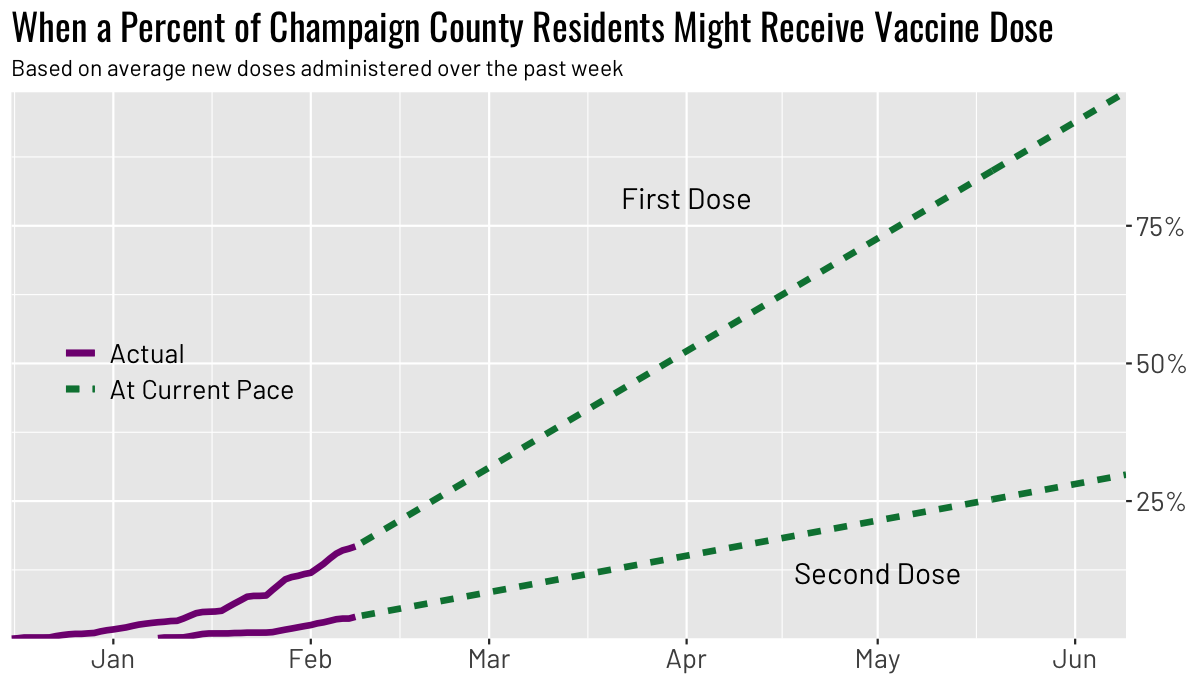 When a Percent of Champaign County Residents Might Receive Vaccine Dose
Based on average new doses administered over the past week
First Dose
75%
Actual
50%
At Current Pace
25%
Second Dose
Jan Feb Mar Apr May Jun